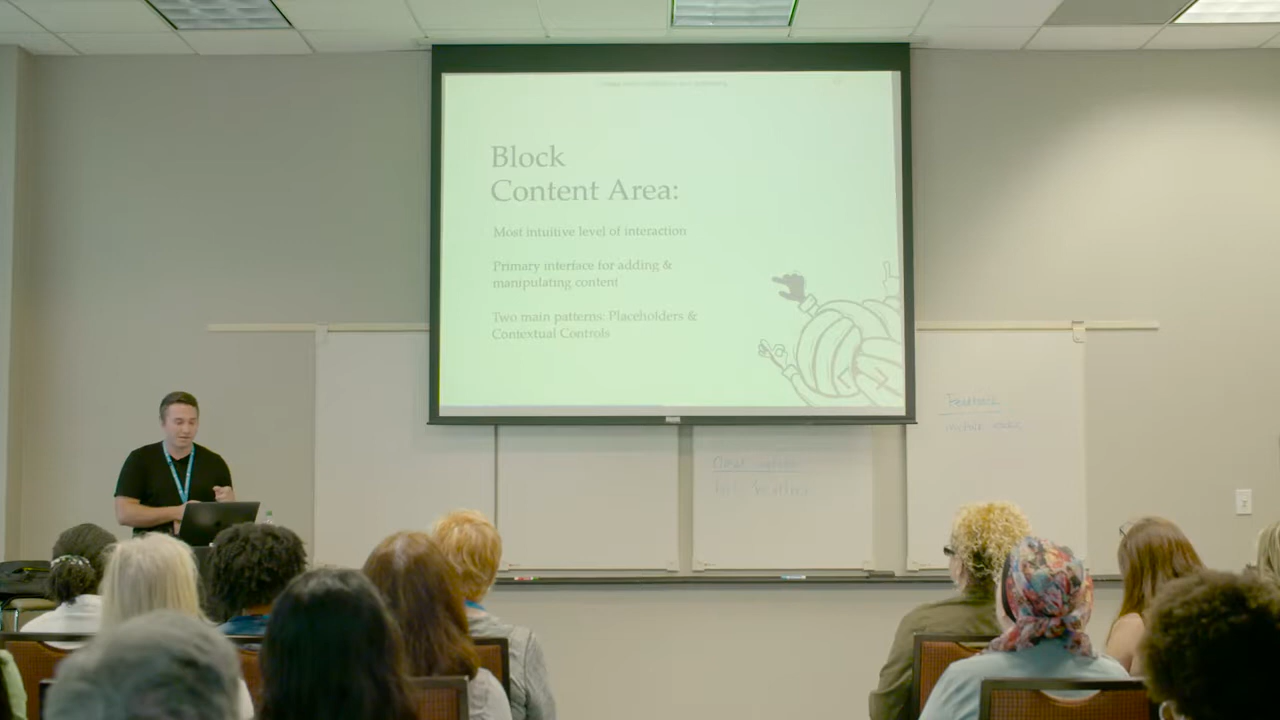 Block
Content Area:
Most intuitive level of interaction
Primary interface for adding &
manipulating content
Two main patterns: Placeholders &
Contextual Controls
Feedback